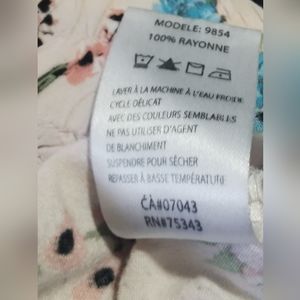 MODELE: 9854
100% RAYONNE
LAVER À LA MACHINE À L'EAU FROIDE
CYCLE DÉLICAT
AVEC DES COULEURS SEMBLABLES
NE PAS UTILISER D'AGENT
DE BLANCHIMENT
SUSPENDRE POUR SÉCHER
REPASSER À BASSE TEMPÉRATURE
CA#07043
RN#75343